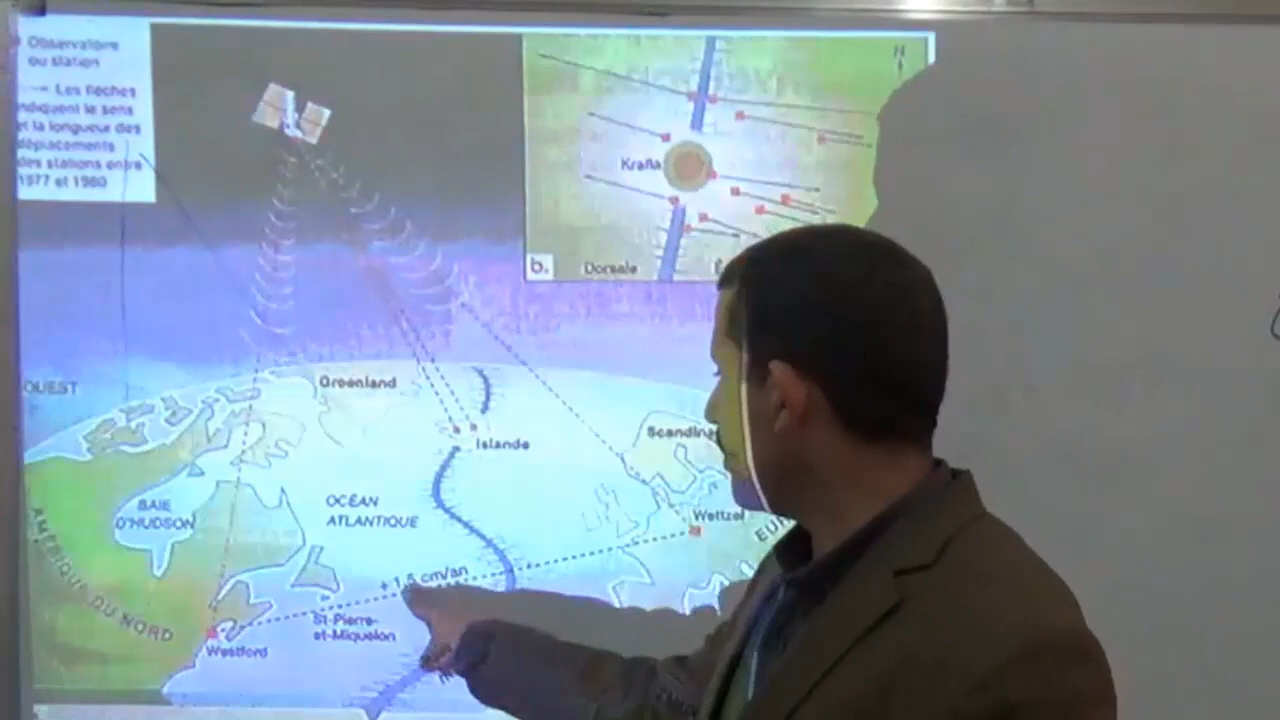 Observatoire
ou station
Les flèches
indiquent le sens
et la longueur des
déplacements
des stations entre
1977 et 1980
N
Krafla
b.
Dorsale
OUEST
Groenland
Islande
BAIE
D'HUDSON
OCÉAN
ATLANTIQUE
Wettzel
AMÉRIQUE DU NORD
+ 1,5 cm/an
St-Pierre-
et-Miquelon
Westford